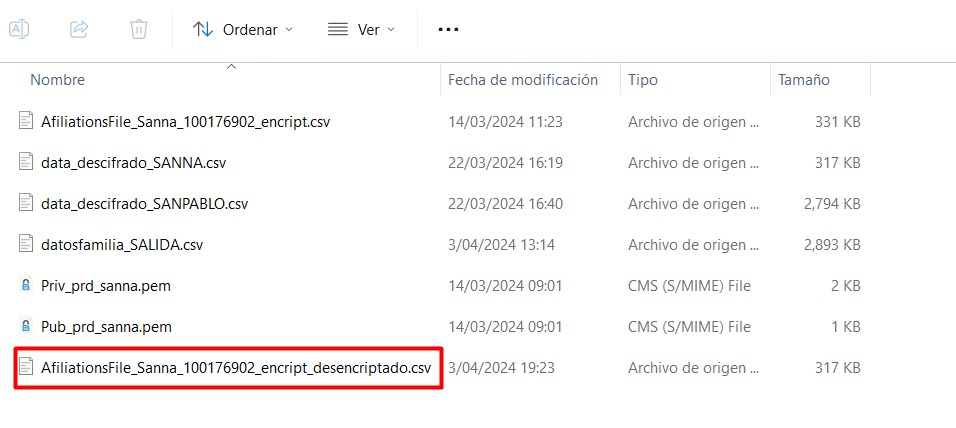 Ordenar Ver
Nombre Fecha de modificación Tipo Tamaño
AfiliationsFile_Sanna_100176902_encript.csv 14/03/2024 11:23 Archivo de origen ... 331 KB
data_descifrado_SANNA.csv 22/03/2024 16:19 Archivo de origen ... 317 KB
data_descifrado_SANPABLO.csv 22/03/2024 16:40 Archivo de origen ... 2,794 KB
datosfamilia_SALIDA.csv 3/04/2024 13:14 Archivo de origen ... 2,893 KB
Priv_prd_sanna.pem 14/03/2024 09:01 CMS (S/MIME) File 2 KB
Pub_prd_sanna.pem 14/03/2024 09:01 CMS (S/MIME) File 1 KB
AfiliationsFile_Sanna_100176902_encript_desencriptado.csv 3/04/2024 19:23 Archivo de origen ... 317 KB